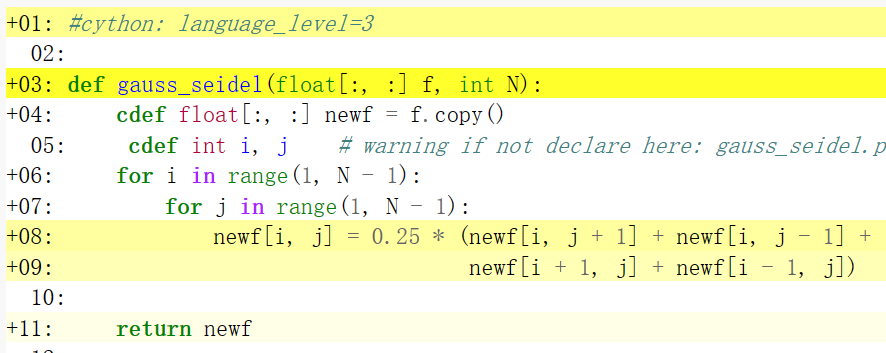 +01: #cython: language_level=3
02:
+03: def gauss_seidel(float[:, :] f, int N):
+04:     cdef float[:, :] newf = f.copy()
05:     cdef int i, j    # warning if not declare here: gauss_seidel.p
+06:     for i in range(1, N - 1):
+07:         for j in range(1, N - 1):
+08:             newf[i, j] = 0.25 * (newf[i, j + 1] + newf[i, j - 1] +
+09:                                  newf[i + 1, j] + newf[i - 1, j])
10:
+11:     return newf